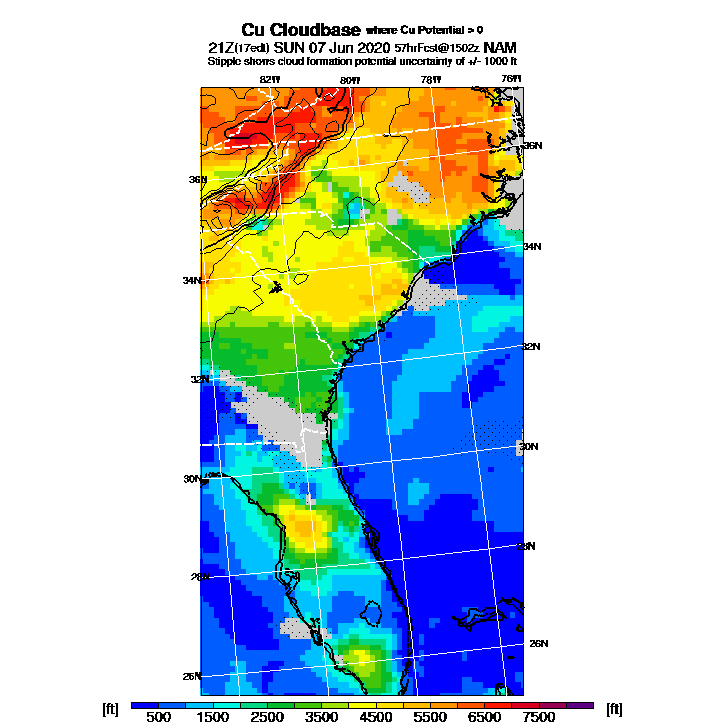 Cu Cloudbase where Cu Potential > 0
21Z(17edt) SUN 07 Jun 2020 57hrFcst@1502z NAM
Stipple shows cloud formation potential uncertainty of +/- 1000 ft
82W 80W 78W 76W
36N
36N
34N
34N
32N
32N
30N
30N
28N
28N
26N
26N
[ft] 500 1500 2500 3500 4500 5500 6500 7500 [ft]